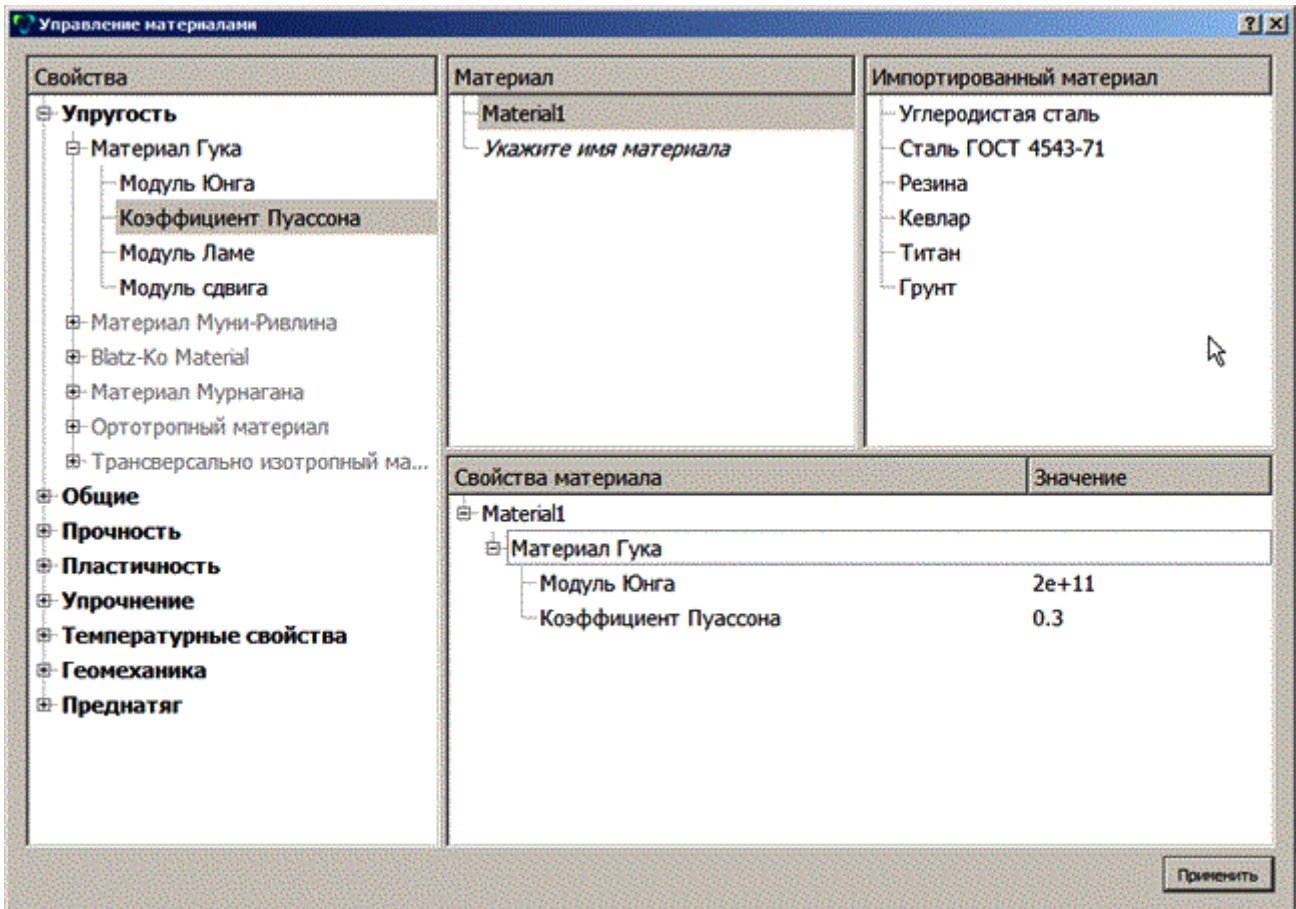 Управление материалами
Свойства
Упругость
Материал Гука
Модуль Юнга
Коэффициент Пуассона
Модуль Ламе
Модуль сдвига
Материал Муни-Ривлина
Blatz-Ko Material
Материал Мурнагана
Ортотропный материал
Трансверсально изотропный ма...
Общие
Прочность
Пластичность
Упрочнение
Температурные свойства
Геомеханика
Преднатяг
Материал
Material1
Укажите имя материала
Импортированный материал
Углеродистая сталь
Сталь ГОСТ 4543-71
Резина
Кевлар
Титан
Грунт
Свойства материала Значение
Material1
Материал Гука
Модуль Юнга 2e+11
Коэффициент Пуассона 0.3
Применить